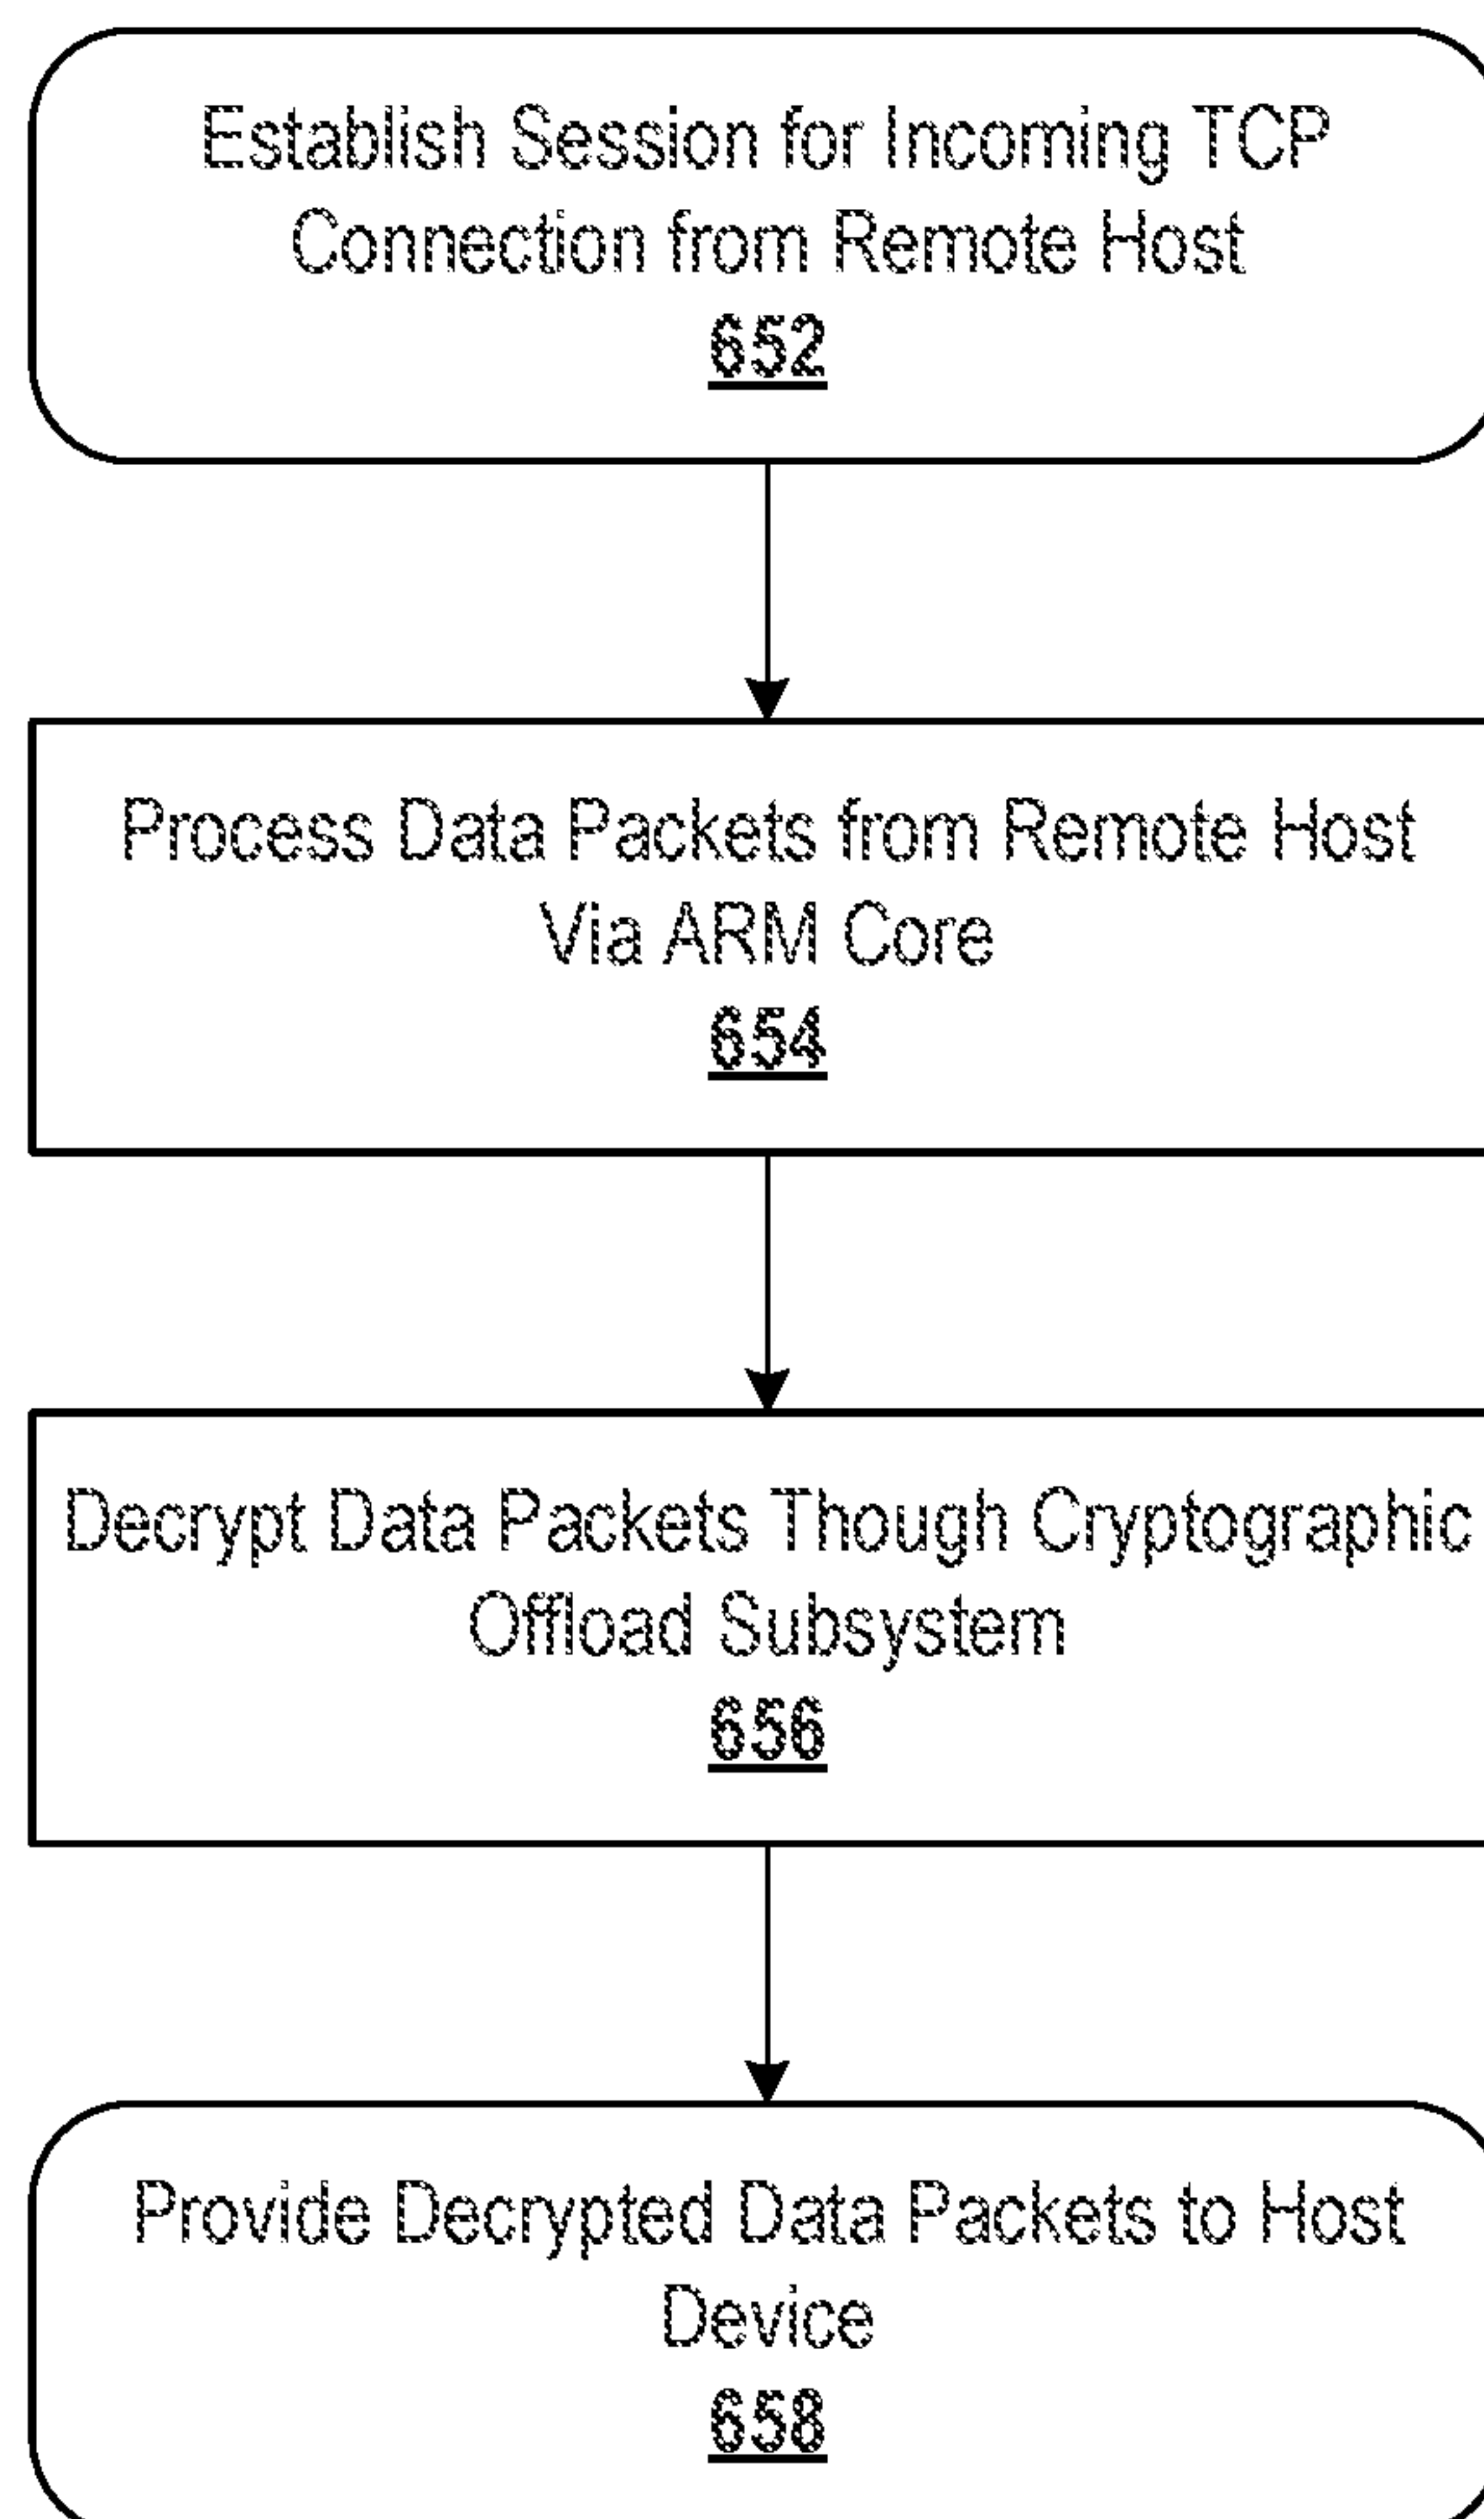 Establish Session for Incoming TCP
Connection from Remote Host
652
Process Data Packets from Remote Host
Via ARM Core
654
Decrypt Data Packets Though Cryptographic
Offload Subsystem
656
Provide Decrypted Data Packets to Host
Device
658